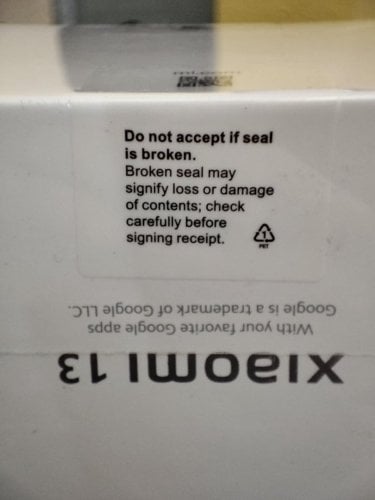 Do not accept if seal
is broken.
Broken seal may
signify loss or damage
of contents; check
carefully before
signing receipt.
1
PET
XIAOMI 13
With your favorite Google apps
Google is a trademark of Google LLC.